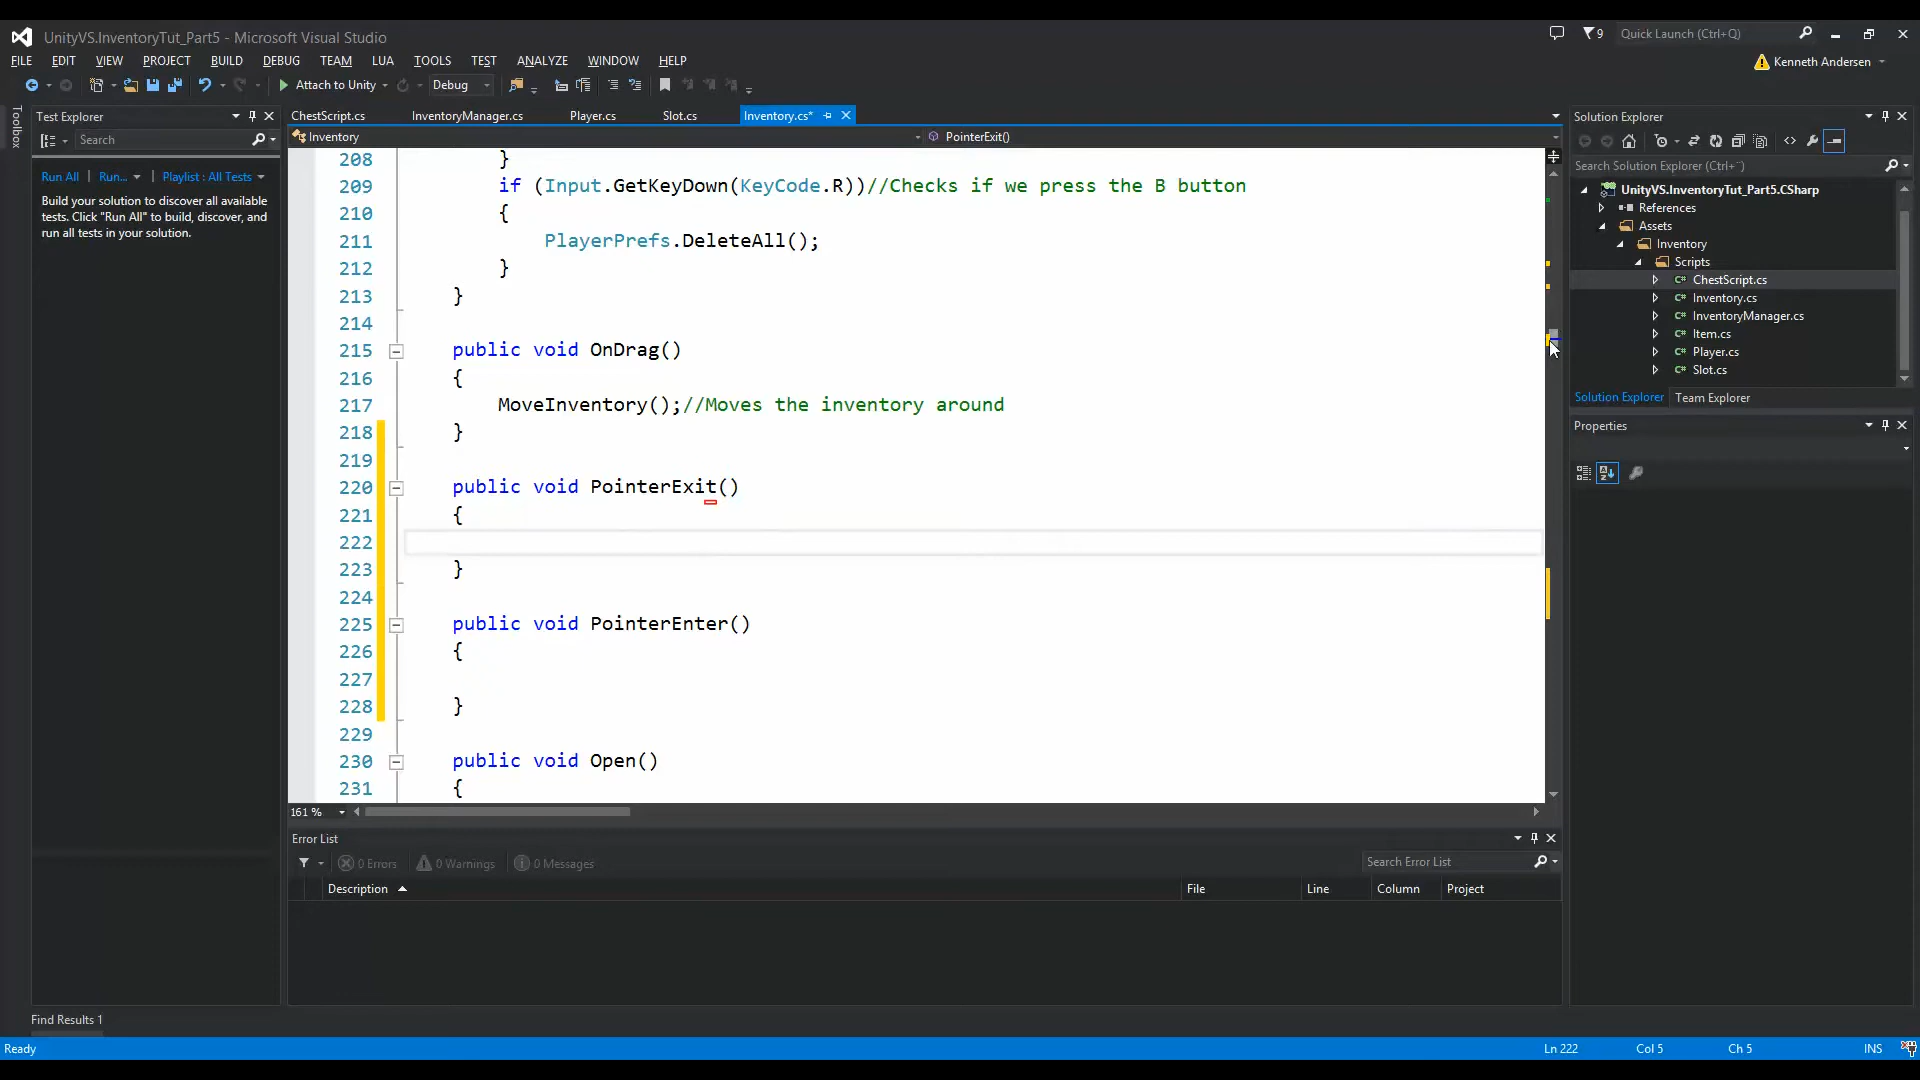 UnityVS.InventoryTut_Part5 - Microsoft Visual Studio
9
Quick Launch (Ctrl+Q)
FILE EDIT VIEW PROJECT BUILD DEBUG TEAM LUA TOOLS TEST ANALYZE WINDOW HELP
Kenneth Andersen
Attach to Unity
Debug
Toolbox
Test Explorer
Search
Run All | Run... | Playlist : All Tests
Build your solution to discover all available
tests. Click "Run All" to build, discover, and
run all tests in your solution.
ChestScript.cs InventoryManager.cs Player.cs Slot.cs Inventory.cs*
Inventory PointerExit()
208 }
209 if (Input.GetKeyDown(KeyCode.R))//Checks if we press the B button
210 {
211 PlayerPrefs.DeleteAll();
212 }
213 }
214
215 public void OnDrag()
216 {
217 MoveInventory();//Moves the inventory around
218 }
219
220 public void PointerExit()
221 {
222
223 }
224
225 public void PointerEnter()
226 {
227
228 }
229
230 public void Open()
231 {
161 %
Error List
0 Errors 0 Warnings 0 Messages
Search Error List
Description File Line Column Project
Solution Explorer
Search Solution Explorer (Ctrl+¨)
UnityVS.InventoryTut_Part5.CSharp
References
Assets
Inventory
Scripts
C# ChestScript.cs
C# Inventory.cs
C# InventoryManager.cs
C# Item.cs
C# Player.cs
C# Slot.cs
Solution Explorer Team Explorer
Properties
Find Results 1
Ready Ln 222 Col 5 Ch 5 INS